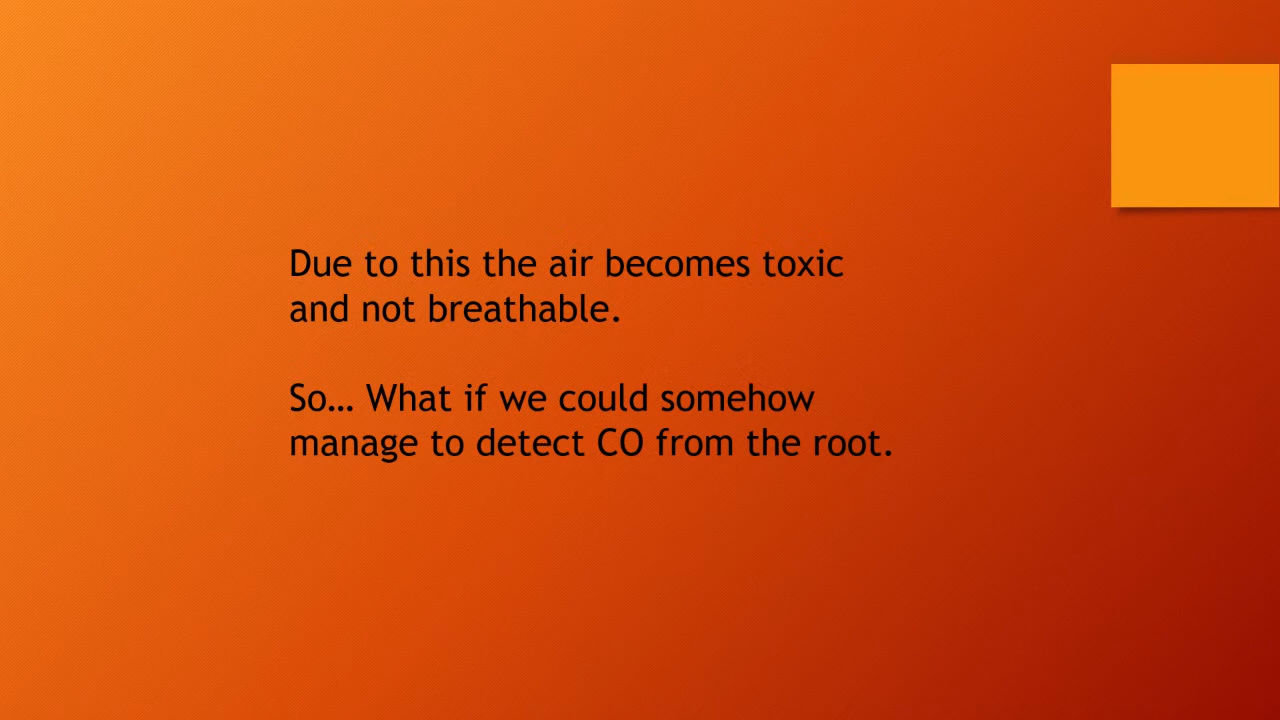 Due to this the air becomes toxic
and not breathable.
So… What if we could somehow
manage to detect CO from the root.